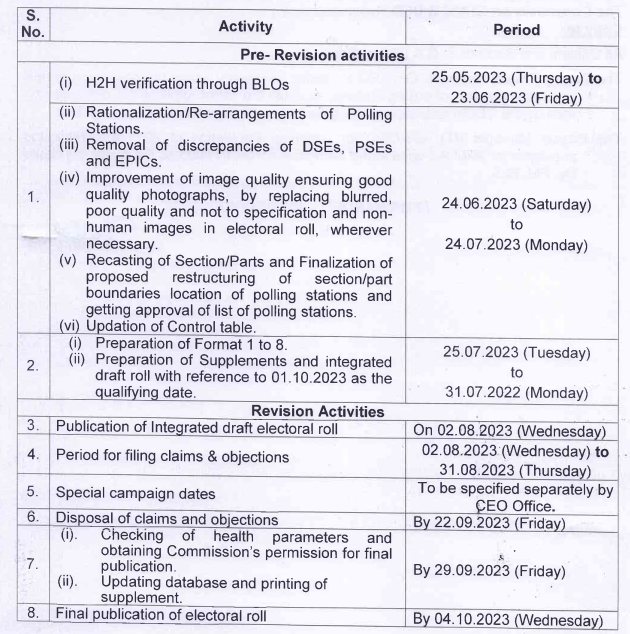 S. No. Activity Period
Pre- Revision activities
1. (i) H2H verification through BLOs 25.05.2023 (Thursday) to
23.06.2023 (Friday)
(ii) Rationalization/Re-arrangements of Polling
Stations.
(iii) Removal of discrepancies of DSEs, PSEs
and EPICs.
(iv) Improvement of image quality ensuring good
quality photographs, by replacing blurred,
poor quality and not to specification and non-
human images in electoral roll, wherever
necessary.
(v) Recasting of Section/Parts and Finalization of
proposed restructuring of section/part
boundaries location of polling stations and
getting approval of list of polling stations.
(vi) Updation of Control table.
24.06.2023 (Saturday)
to
24.07.2023 (Monday)
2. (i) Preparation of Format 1 to 8.
(ii) Preparation of Supplements and integrated
draft roll with reference to 01.10.2023 as the
qualifying date.
25.07.2023 (Tuesday)
to
31.07.2022 (Monday)
Revision Activities
3. Publication of Integrated draft electoral roll On 02.08.2023 (Wednesday)
4. Period for filing claims & objections 02.08.2023 (Wednesday) to
31.08.2023 (Thursday)
5. Special campaign dates To be specified separately by
CEO Office.
6. Disposal of claims and objections By 22.09.2023 (Friday)
7. (i). Checking of health parameters and
obtaining Commission's permission for final
publication.
(ii). Updating database and printing of
supplement.
By 29.09.2023 (Friday)
8. Final publication of electoral roll By 04.10.2023 (Wednesday)